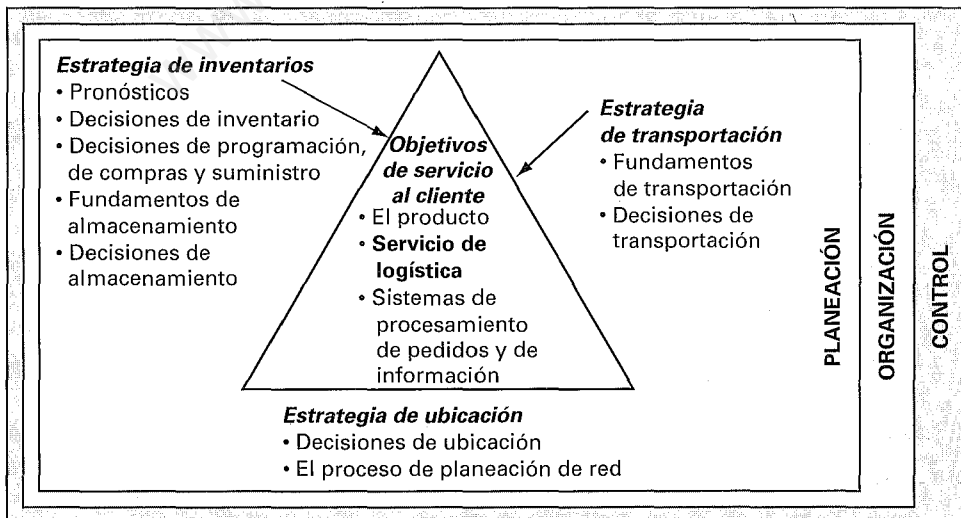 Estrategia de inventarios
• Pronósticos
• Decisiones de inventario
• Decisiones de programación,
de compras y suministro
• Fundamentos de
almacenamiento
• Decisiones de
almacenamiento
Objetivos
de servicio
al cliente
• El producto
• Servicio de
logística
• Sistemas de
procesamiento
de pedidos y de
información
Estrategia
de transportación
• Fundamentos
de transportación
• Decisiones de
transportación
Estrategia de ubicación
• Decisiones de ubicación
• El proceso de planeación de red
PLANEACIÓN
ORGANIZACIÓN
CONTROL